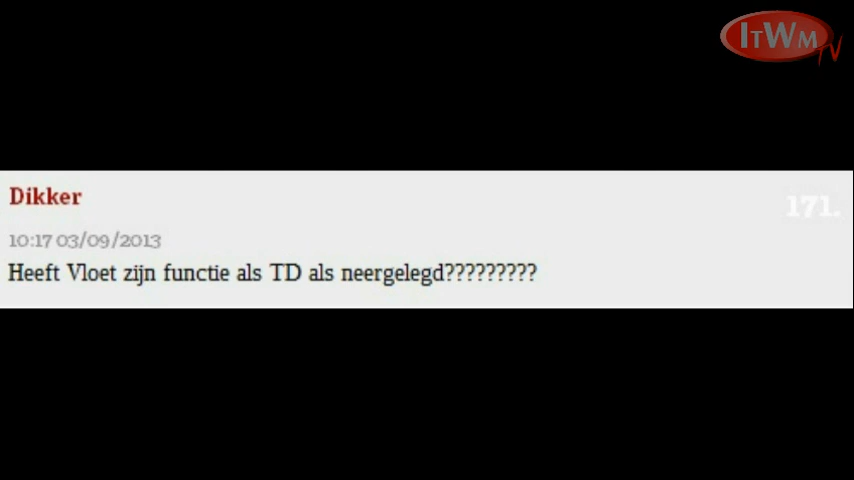 ITWM TV
Dikker
171.
10:17 03/09/2013
Heeft Vloet zijn functie als TD als neergelegd?????????